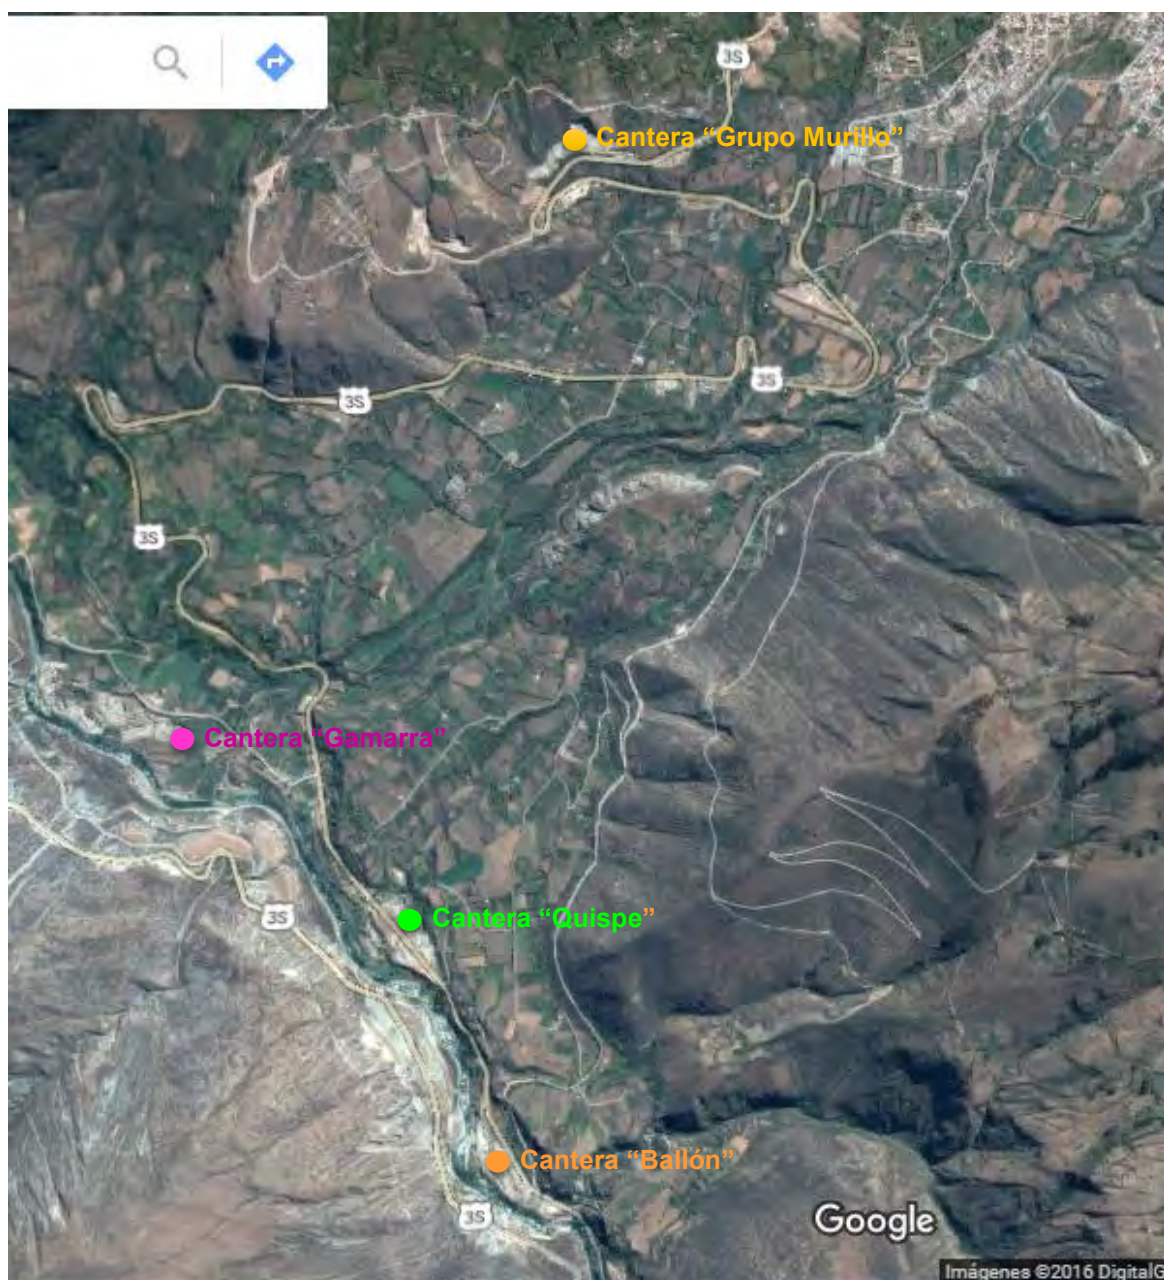 3S
Cantera “Grupo Murillo”
3S
3S
3S
Cantera “Gamarra”
3S
Cantera “Quispe”
Cantera “Ballón”
3S
Google
Imágenes ©2016 DigitalG